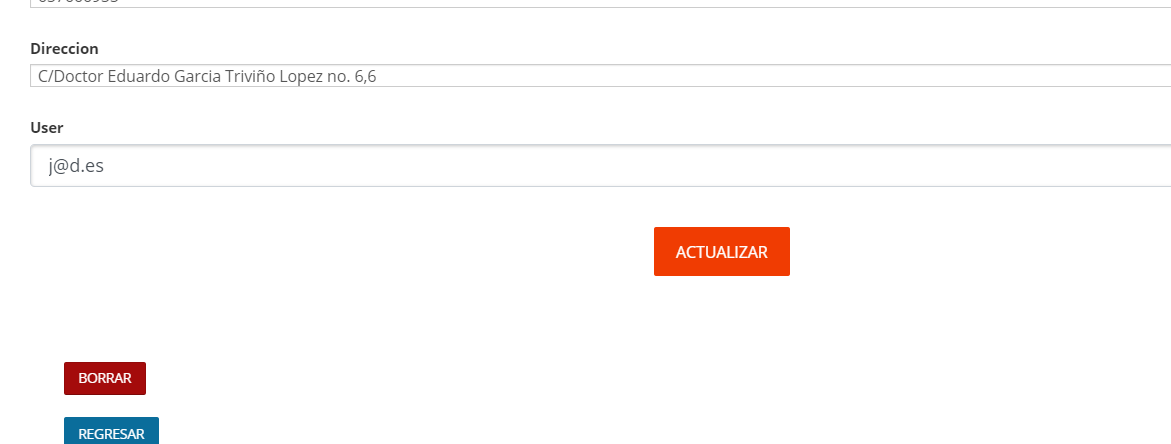 Direccion
C/Doctor Eduardo Garcia Triviño Lopez no. 6,6
User
j@d.es
ACTUALIZAR
BORRAR
REGRESAR